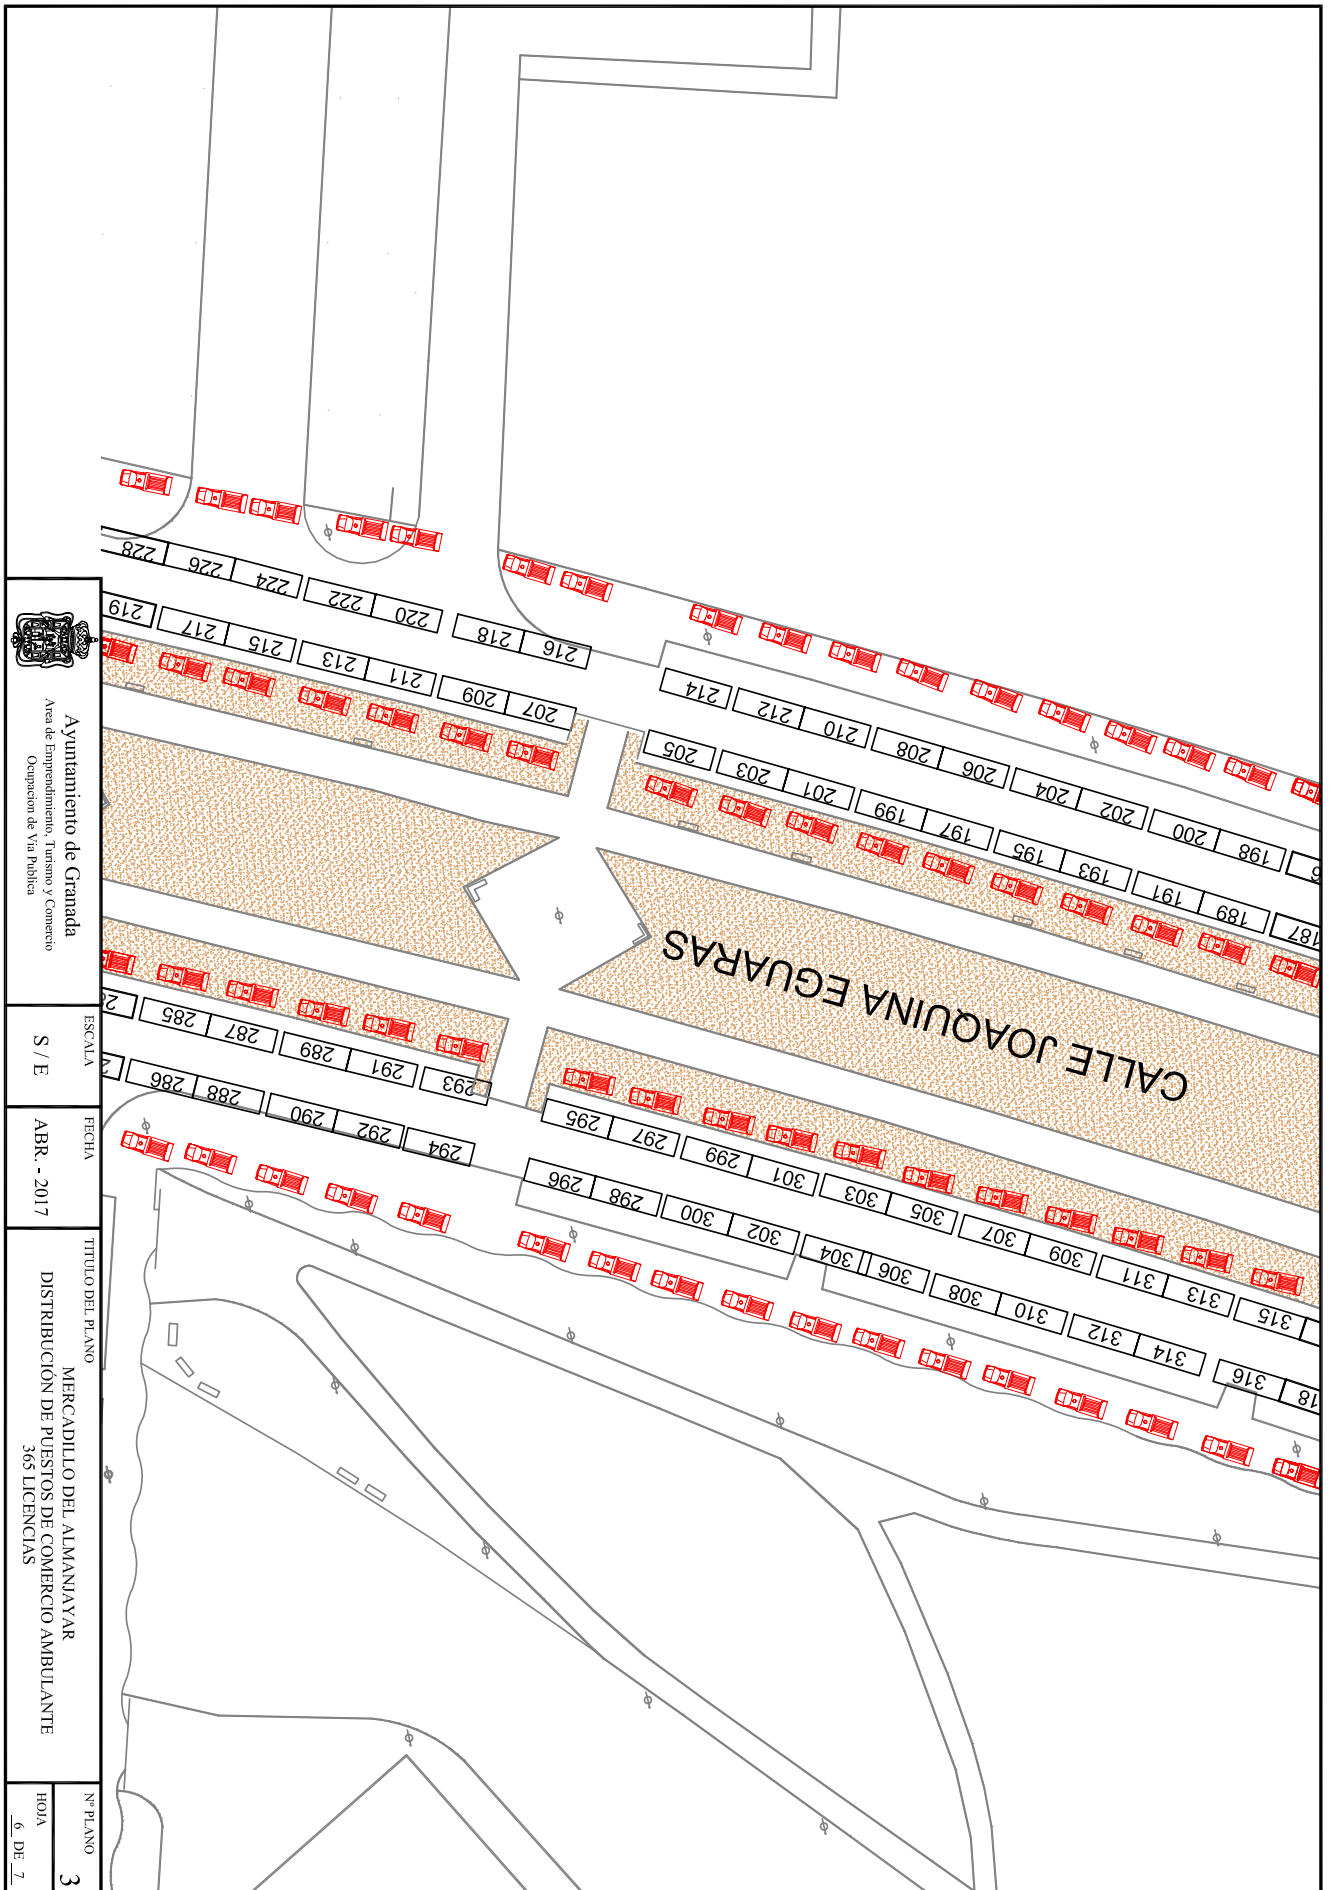 Ayuntamiento de Granada
Area de Emprendimiento, Turismo y Comercio
Ocupacion de Via Publica
ESCALA
S / E
FECHA
ABR. - 2017
TITULO DEL PLANO
MERCADILLO DEL ALMANJAYAR
DISTRIBUCIÓN DE PUESTOS DE COMERCIO AMBULANTE
365 LICENCIAS
Nº PLANO
3
HOJA
6 DE 7
CALLE JOAQUINA EGUARAS
228 226 224 222 220 218 216
214 212 210 208 206 204 202 200 198
219 217 215 213 211 209 207
205 203 201 199 197 195 193 191 189 187
285 287 289 291 293
295 297 299 301 303 305 307 309 311 313 315
286 288 290 292 294
296 298 300 302 304 306 308 310 312 314 316